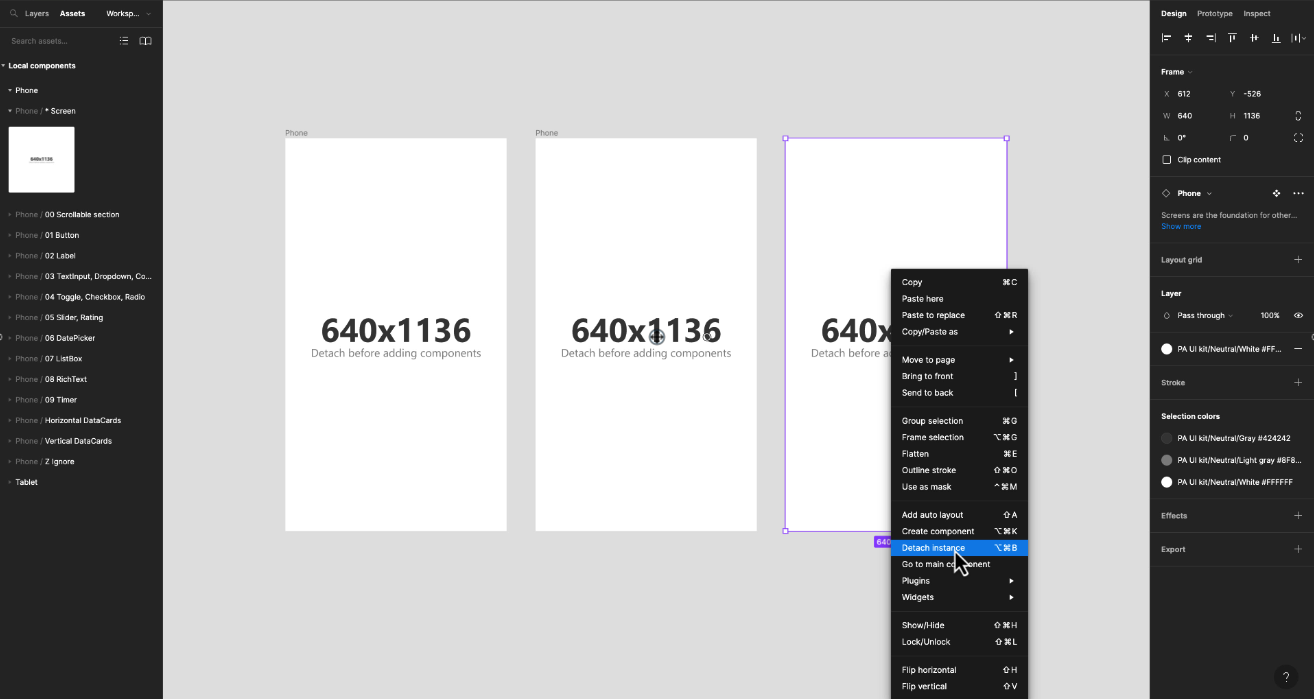 Layers Assets Worksp...
Search assets...
Local components
Phone
Phone / * Screen
640x1136
Phone / 00 Scrollable section
Phone / 01 Button
Phone / 02 Label
Phone / 03 TextInput, Dropdown, Co...
Phone / 04 Toggle, Checkbox, Radio
Phone / 05 Slider, Rating
Phone / 06 DatePicker
Phone / 07 ListBox
Phone / 08 RichText
Phone / 09 Timer
Phone / Horizontal DataCards
Phone / Vertical DataCards
Phone / Z Ignore
Tablet
Phone
640x1136
Detach before adding components
Phone
640x1136
Detach before adding components
640x
Detach before
640
Copy ⌘C
Paste here
Paste to replace ⇧⌘R
Copy/Paste as
Move to page
Bring to front ]
Send to back [
Group selection ⌘G
Frame selection ⌥⌘G
Flatten ⌘E
Outline stroke ⇧⌘O
Use as mask ^⌘M
Add auto layout ⇧A
Create component ⌥⌘K
Detach instance ⌥⌘B
Go to main component
Plugins
Widgets
Show/Hide ⇧⌘H
Lock/Unlock ⇧⌘L
Flip horizontal ⇧H
Flip vertical ⇧V
Design Prototype Inspect
Frame
X 612 Y -526
W 640 H 1136
0° 0
Clip content
Phone
Screens are the foundation for other...
Show more
Layout grid
Layer
Pass through 100%
PA UI kit/Neutral/White #FF...
Stroke
Selection colors
PA UI kit/Neutral/Gray #424242
PA UI kit/Neutral/Light gray #8F8...
PA UI kit/Neutral/White #FFFFFF
Effects
Export
?